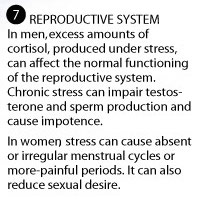 7 REPRODUCTIVE SYSTEM
In men, excess amounts of
cortisol, produced under stress,
can affect the normal functioning
of the reproductive system.
Chronic stress can impair testos-
terone and sperm production and
cause impotence.
In women, stress can cause absent
or irregular menstrual cycles or
more-painful periods. It can also
reduce sexual desire.